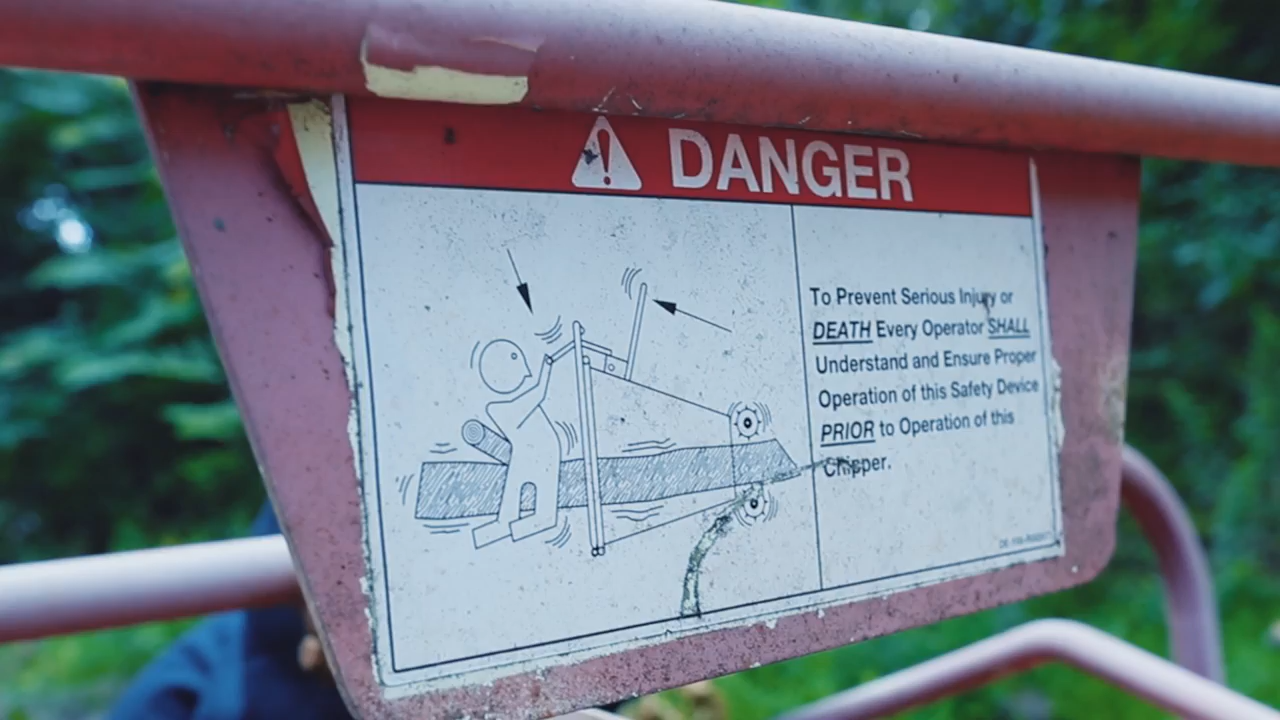 DANGER
To Prevent Serious Injury or
DEATH Every Operator SHALL
Understand and Ensure Proper
Operation of this Safety Device
PRIOR to Operation of this
Chipper.